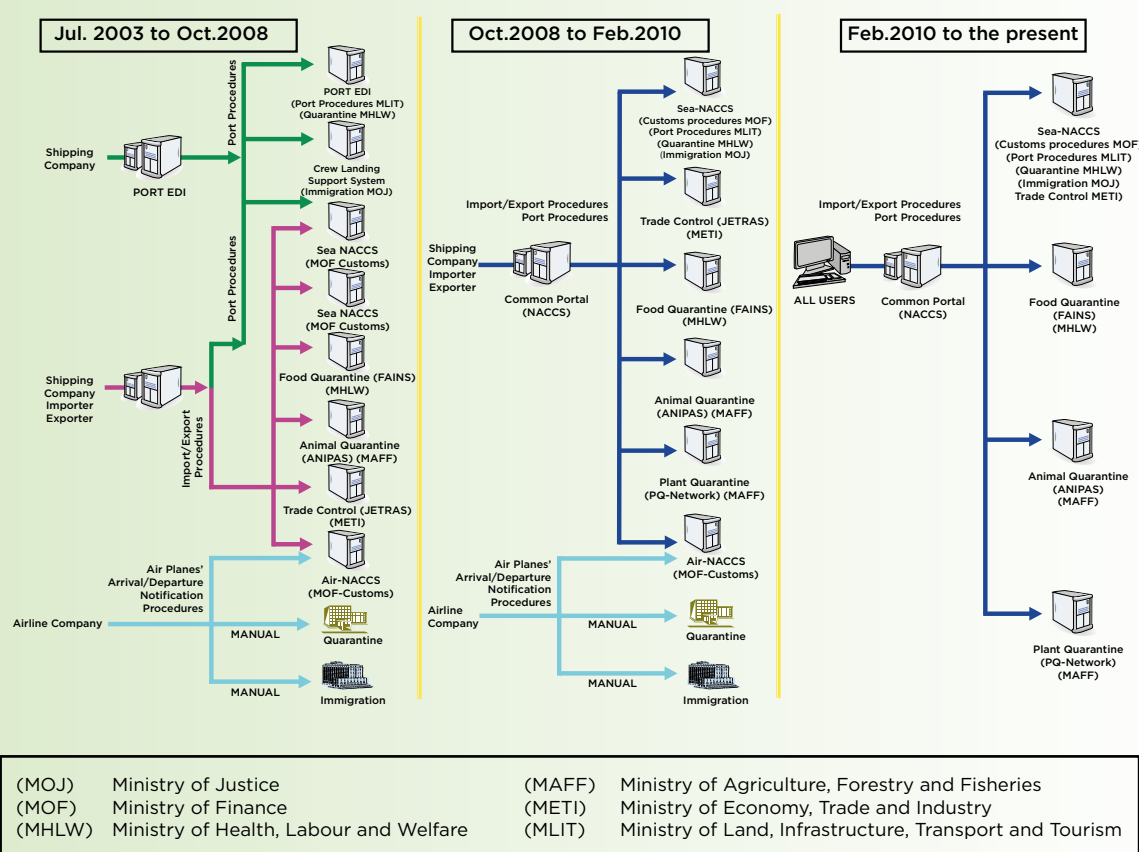 Jul. 2003 to Oct.2008
Port Procedures
PORT EDI
(Port Procedures MLIT)
(Quarantine MHLW)
Shipping
Company
PORT EDI
Crew Landing
Support System
(Immigration MOJ)
Port Procedures
Sea NACCS
(MOF Customs)
Sea NACCS
(MOF Customs)
Shipping
Company
Importer
Exporter
Import/Export
Procedures
Food Quarantine (FAINS)
(MHLW)
Animal Quarantine
(ANIPAS) (MAFF)
Trade Control (JETRAS)
(METI)
Air Planes'
Arrival/Departure
Notification
Procedures
Air-NACCS
(MOF-Customs)
Airline Company
MANUAL
Quarantine
MANUAL
Immigration
Oct.2008 to Feb.2010
Sea-NACCS
(Customs procedures MOF)
(Port Procedures MLIT)
(Quarantine MHLW)
(Immigration MOJ)
Import/Export Procedures
Port Procedures
Trade Control (JETRAS)
(METI)
Shipping
Company
Importer
Exporter
Common Portal
(NACCS)
Food Quarantine (FAINS)
(MHLW)
Animal Quarantine
(ANIPAS) (MAFF)
Plant Quarantine
(PQ-Network) (MAFF)
Air Planes'
Arrival/Departure
Notification
Procedures
Air-NACCS
(MOF-Customs)
Airline
Company
MANUAL
Quarantine
MANUAL
Immigration
Feb.2010 to the present
Sea-NACCS
(Customs procedures MOF)
(Port Procedures MLIT)
(Quarantine MHLW)
(Immigration MOJ)
Trade Control METI)
Import/Export Procedures
Port Procedures
ALL USERS
Common Portal
(NACCS)
Food Quarantine
(FAINS)
(MHLW)
Animal Quarantine
(ANIPAS)
(MAFF)
Plant Quarantine
(PQ-Network)
(MAFF)
(MOJ) Ministry of Justice
(MOF) Ministry of Finance
(MHLW) Ministry of Health, Labour and Welfare
(MAFF) Ministry of Agriculture, Forestry and Fisheries
(METI) Ministry of Economy, Trade and Industry
(MLIT) Ministry of Land, Infrastructure, Transport and Tourism